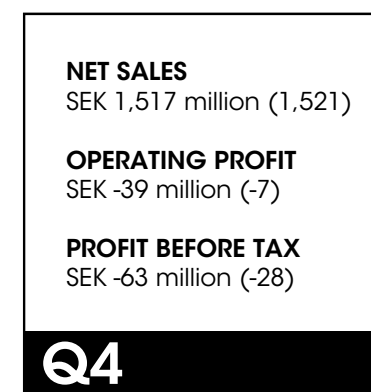 NET SALES
SEK 1,517 million (1,521)
OPERATING PROFIT
SEK -39 million (-7)
PROFIT BEFORE TAX
SEK -63 million (-28)
Q4